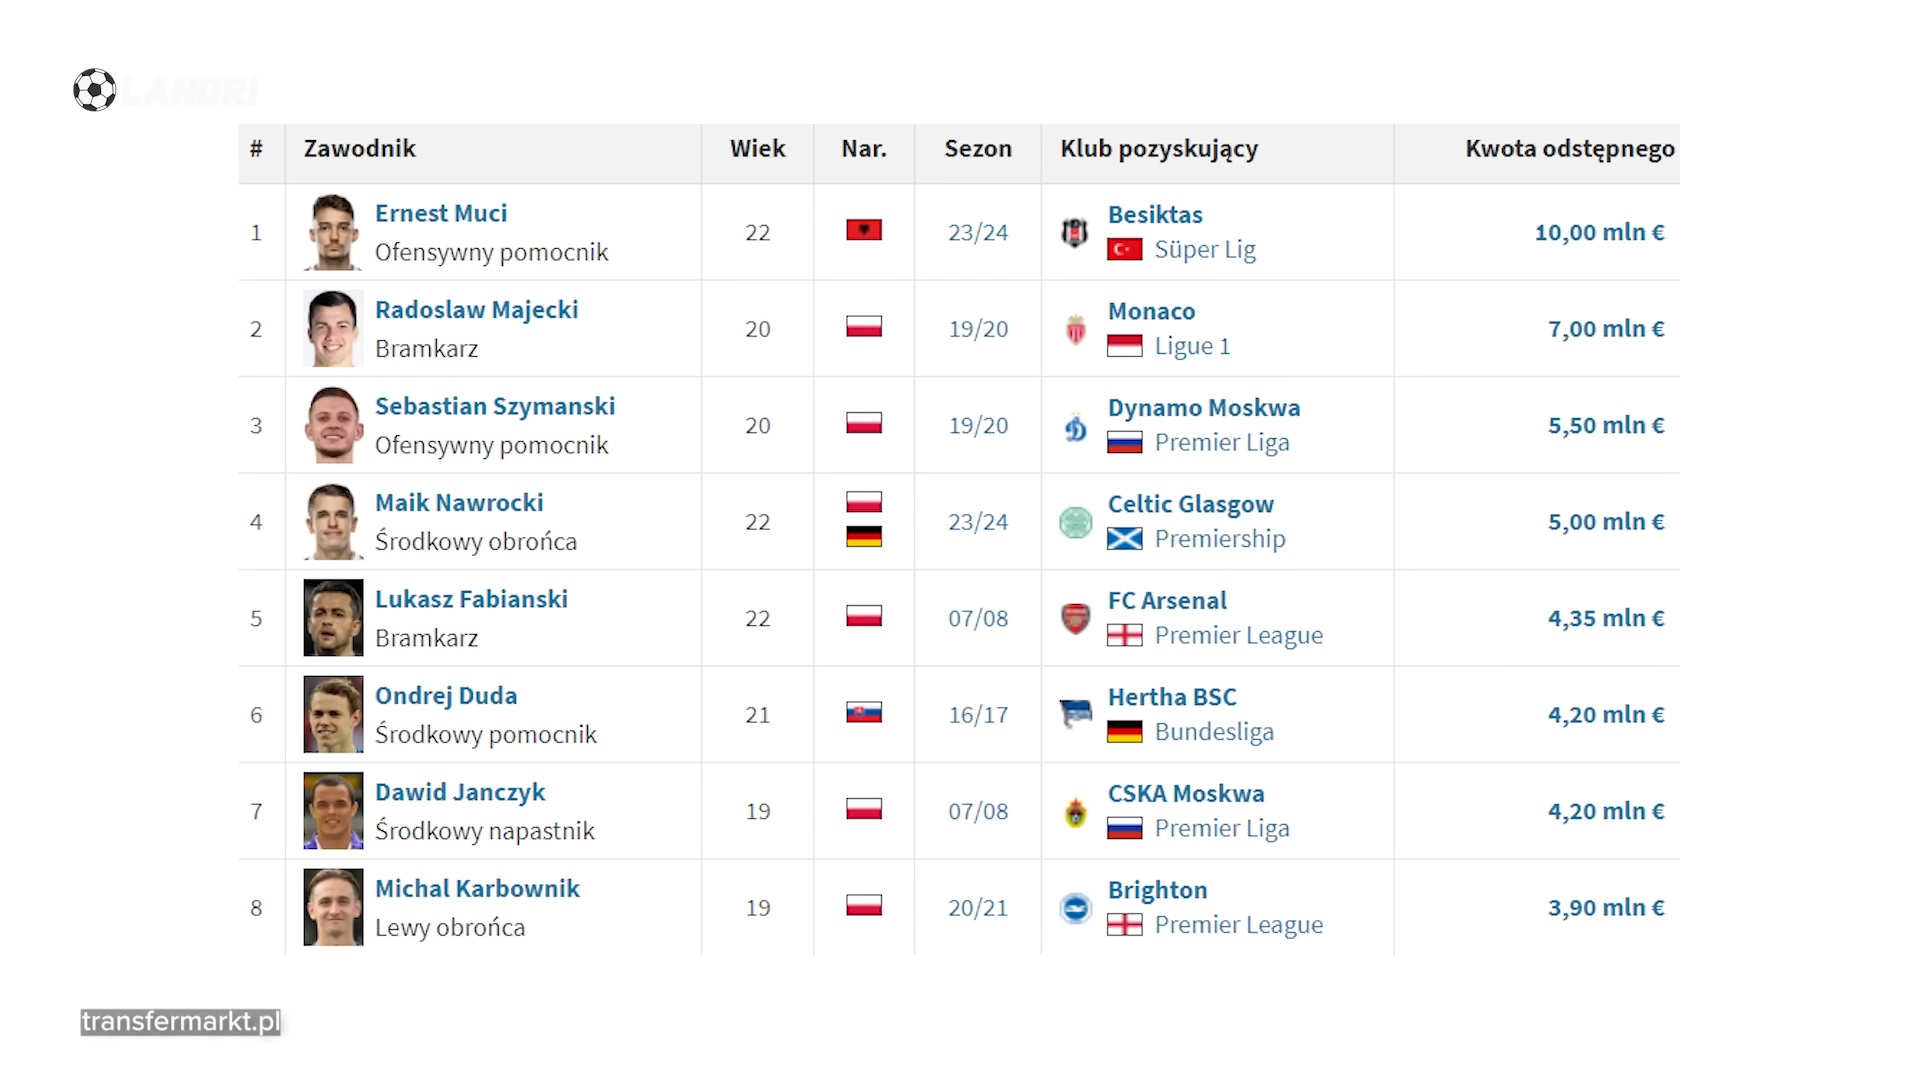 LANDRI
# Zawodnik Wiek Nar. Sezon Klub pozyskujący Kwota odstępnego
1 Ernest Muci 22 23/24 Besiktas 10,00 mln €
Ofensywny pomocnik Süper Lig
2 Radoslaw Majecki 20 19/20 Monaco 7,00 mln €
Bramkarz Ligue 1
3 Sebastian Szymanski 20 19/20 Dynamo Moskwa 5,50 mln €
Ofensywny pomocnik Premier Liga
4 Maik Nawrocki 22 23/24 Celtic Glasgow 5,00 mln €
Środkowy obrońca Premiership
5 Lukasz Fabianski 22 07/08 FC Arsenal 4,35 mln €
Bramkarz Premier League
6 Ondrej Duda 21 16/17 Hertha BSC 4,20 mln €
Środkowy pomocnik Bundesliga
7 Dawid Janczyk 19 07/08 CSKA Moskwa 4,20 mln €
Środkowy napastnik Premier Liga
8 Michal Karbownik 19 20/21 Brighton 3,90 mln €
Lewy obrońca Premier League
transfermarkt.pl